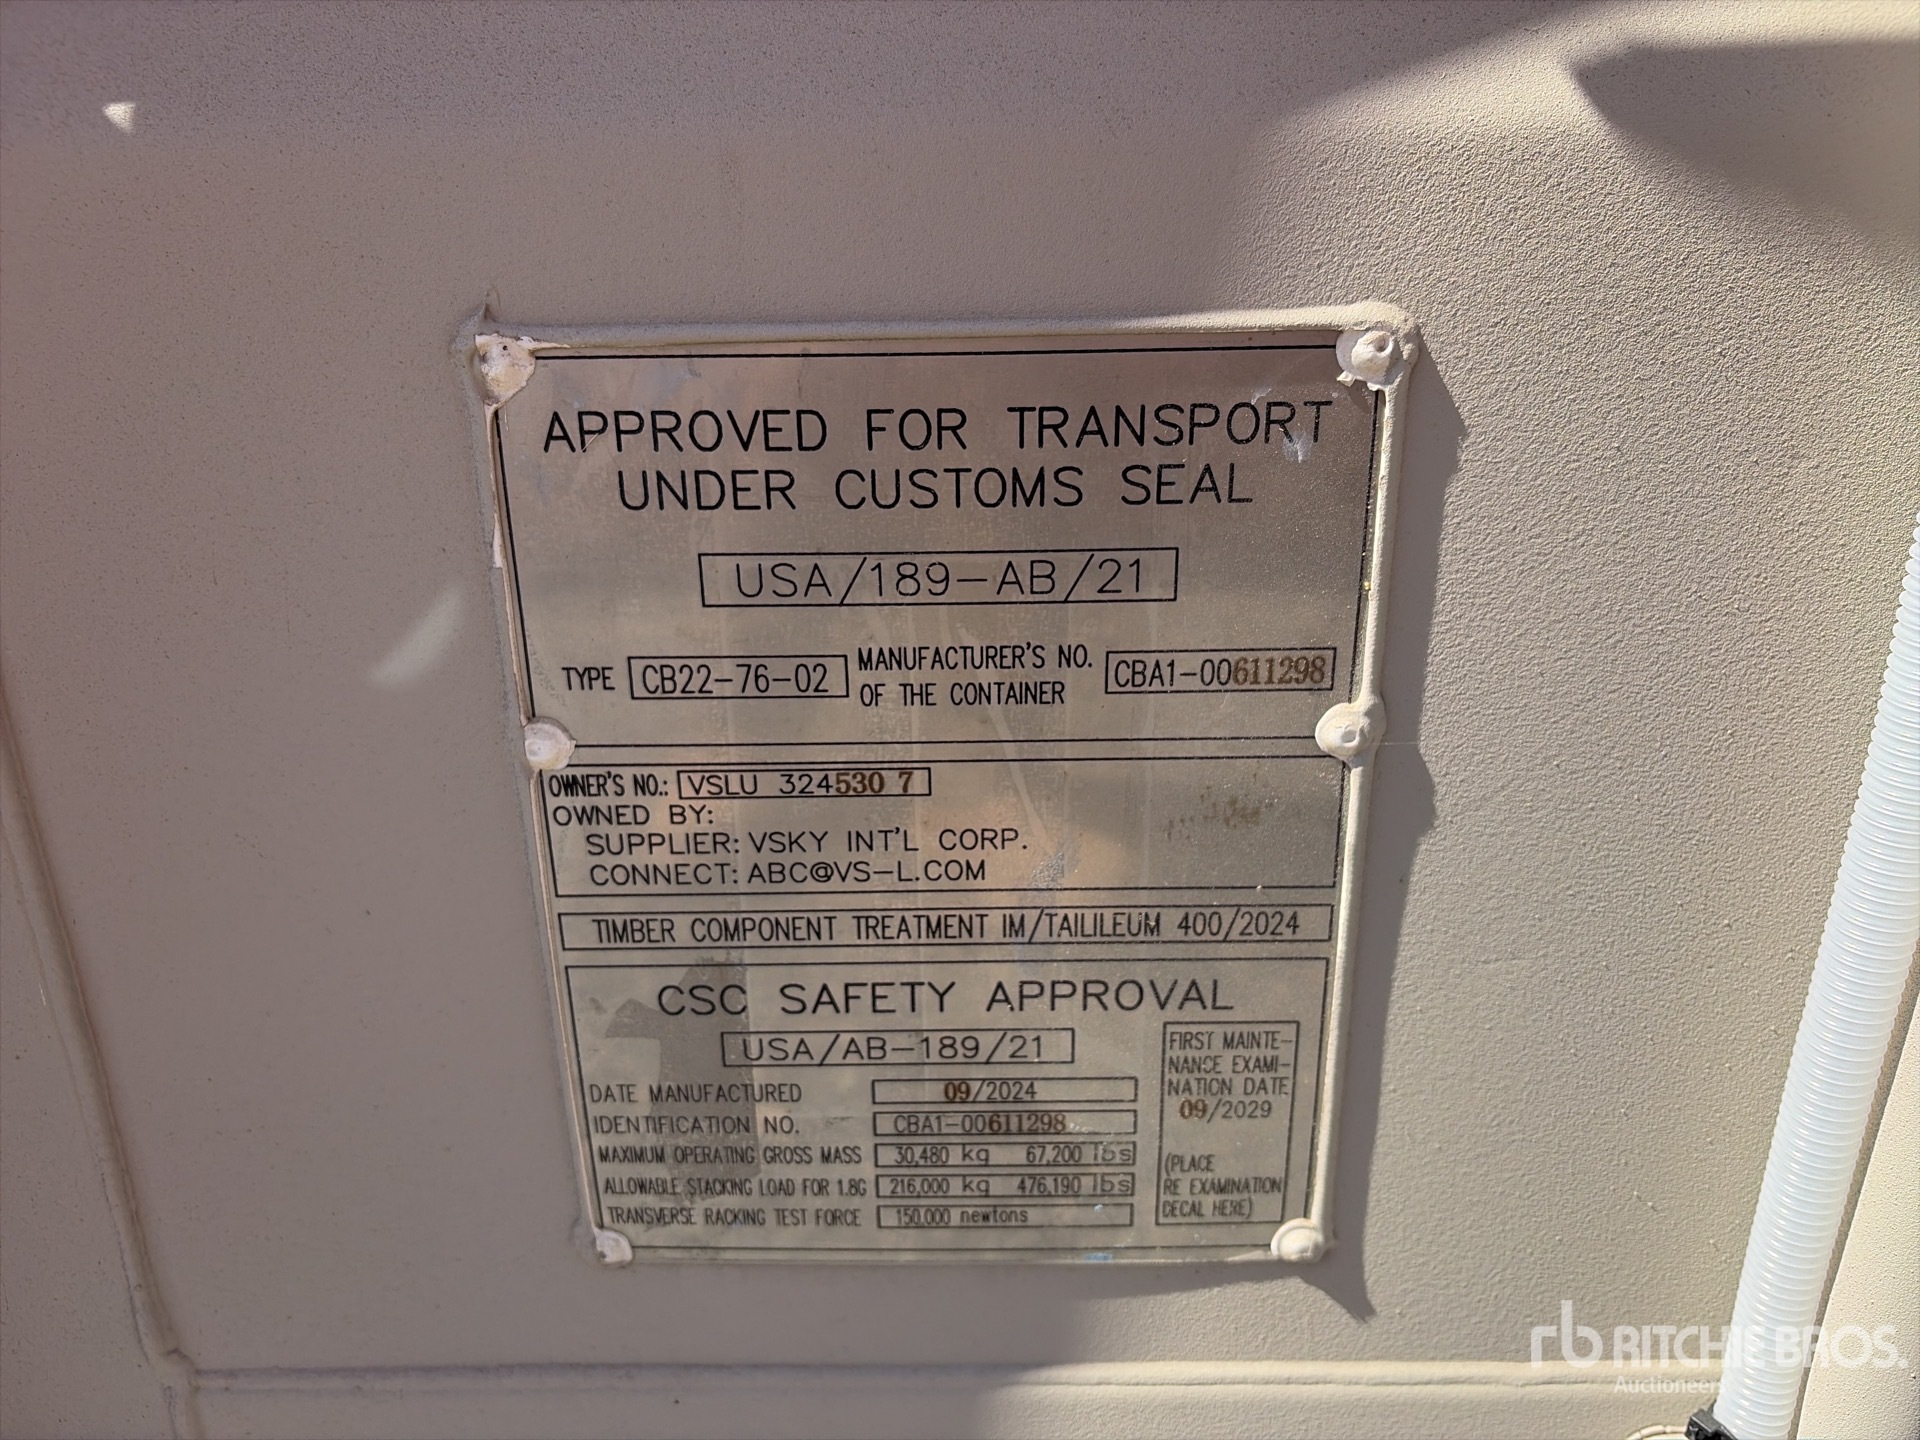 APPROVED FOR TRANSPORT
UNDER CUSTOMS SEAL
USA/189-AB/21
TYPE CB22-76-02 MANUFACTURER'S NO. OF THE CONTAINER CBA1-00611298
OWNER'S NO.: VSLU 324530 7
OWNED BY:
SUPPLIER: VSKY INT'L CORP.
CONNECT: ABC@VS-L.COM
TIMBER COMPONENT TREATMENT IM/TAILILEUM 400/2024
CSC SAFETY APPROVAL
USA/AB-189/21
DATE MANUFACTURED 09/2024
IDENTIFICATION NO. CBA1-00611298
MAXIMUM OPERATING GROSS MASS 30,480 kg 67,200 lbs
ALLOWABLE STACKING LOAD FOR 1.8G 216,000 kg 476,190 lbs
TRANSVERSE RACKING TEST FORCE 150.000 newtons
FIRST MAINTE-
NANCE EXAMI-
NATION DATE
09/2029
(PLACE
RE EXAMINATION
DECAL HERE)
rb RITCHIE BROS.
Auctioneers